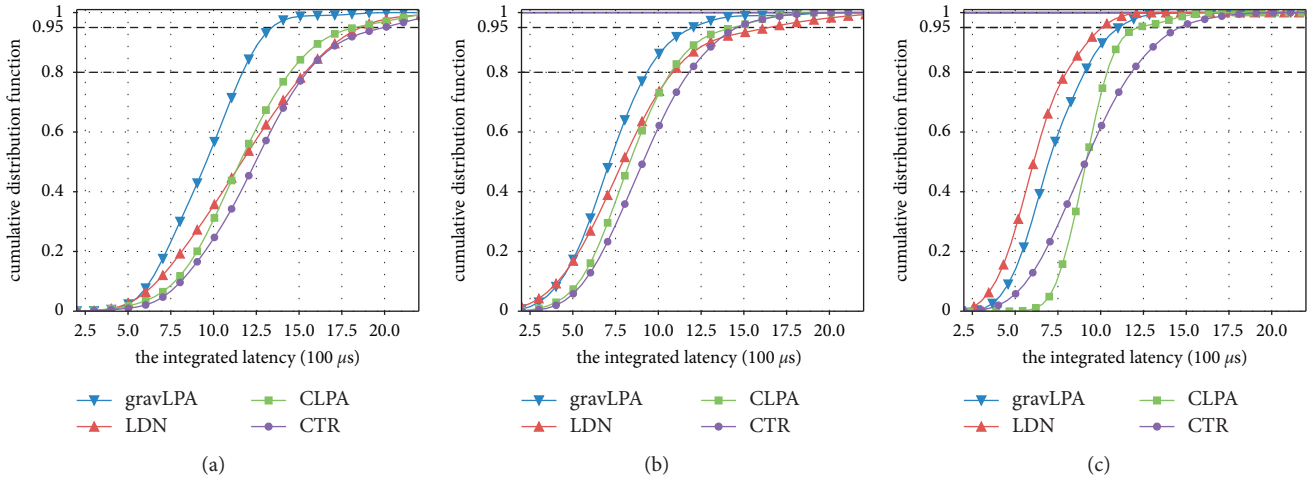 cumulative distribution function
1
0.95
0.8
0.6
0.4
0.2
0
2.5 5.0 7.5 10.0 12.5 15.0 17.5 20.0
the integrated latency (100 μs)
gravLPA CLPA
LDN CTR
(a)
cumulative distribution function
1
0.95
0.8
0.6
0.4
0.2
0
2.5 5.0 7.5 10.0 12.5 15.0 17.5 20.0
the integrated latency (100 μs)
gravLPA CLPA
LDN CTR
(b)
cumulative distribution function
1
0.95
0.8
0.6
0.4
0.2
0
2.5 5.0 7.5 10.0 12.5 15.0 17.5 20.0
the integrated latency (100 μs)
gravLPA CLPA
LDN CTR
(c)